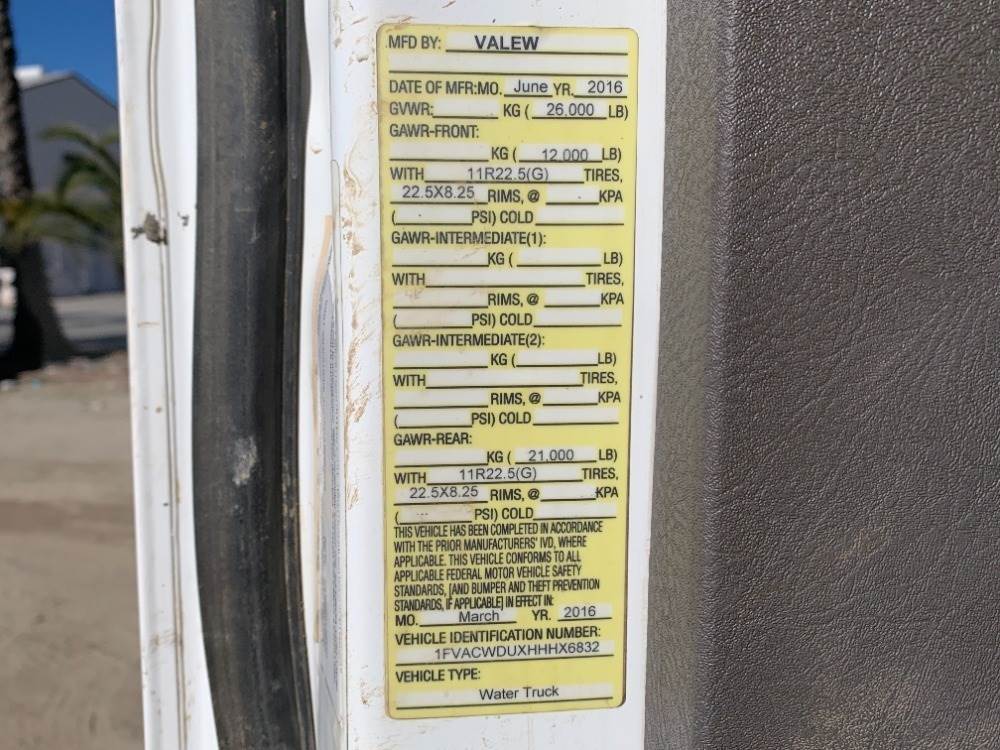 MFD BY: VALEW
DATE OF MFR:MO. June YR. 2016
GVWR: KG ( 26,000 LB)
GAWR-FRONT:
KG ( 12,000 LB)
WITH 11R22.5(G) TIRES,
22.5X8.25 RIMS, @ KPA
( PSI) COLD
GAWR-INTERMEDIATE(1):
KG ( LB)
WITH TIRES,
RIMS, @ KPA
( PSI) COLD
GAWR-INTERMEDIATE(2):
KG ( LB)
WITH TIRES,
RIMS, @ KPA
( PSI) COLD
GAWR-REAR:
KG ( 21,000 LB)
WITH 11R22.5(G) TIRES,
22.5X8.25 RIMS, @ KPA
( PSI) COLD
THIS VEHICLE HAS BEEN COMPLETED IN ACCORDANCE
WITH THE PRIOR MANUFACTURERS' IVD, WHERE
APPLICABLE. THIS VEHICLE CONFORMS TO ALL
APPLICABLE FEDERAL MOTOR VEHICLE SAFETY
STANDARDS, [AND BUMPER AND THEFT PREVENTION
STANDARDS, IF APPLICABLE] IN EFFECT IN:
MO. March YR. 2016
VEHICLE IDENTIFICATION NUMBER:
1FVACWDUXHHHX6832
VEHICLE TYPE:
Water Truck